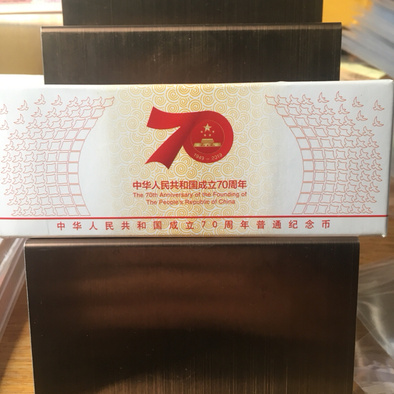 70
1949-2019
中华人民共和国成立70周年
The 70th Anniversary of the Founding of
The People's Republic of China
中华人民共和国成立70周年普通纪念币